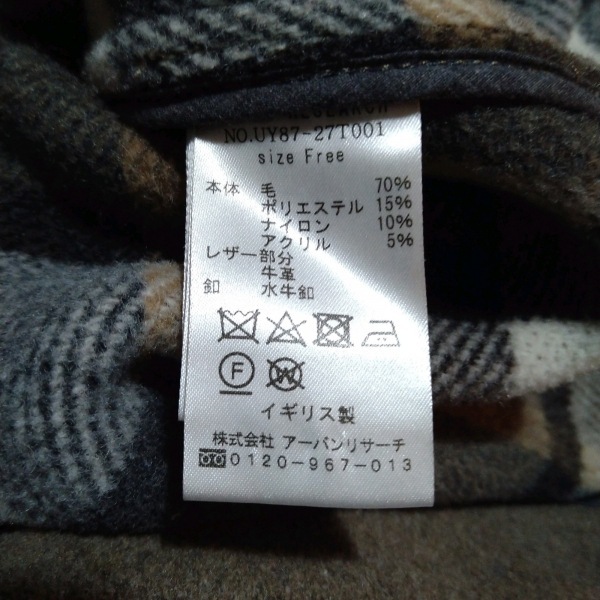 RESEARCH
NO.UY87-27T001
size Free
本体 毛 70%
ポリエステル 15%
ナイロン 10%
アクリル 5%
レザー部分
牛革
釦 水牛釦
F W
イギリス製
株式会社 アーバンリサーチ
0120-967-013